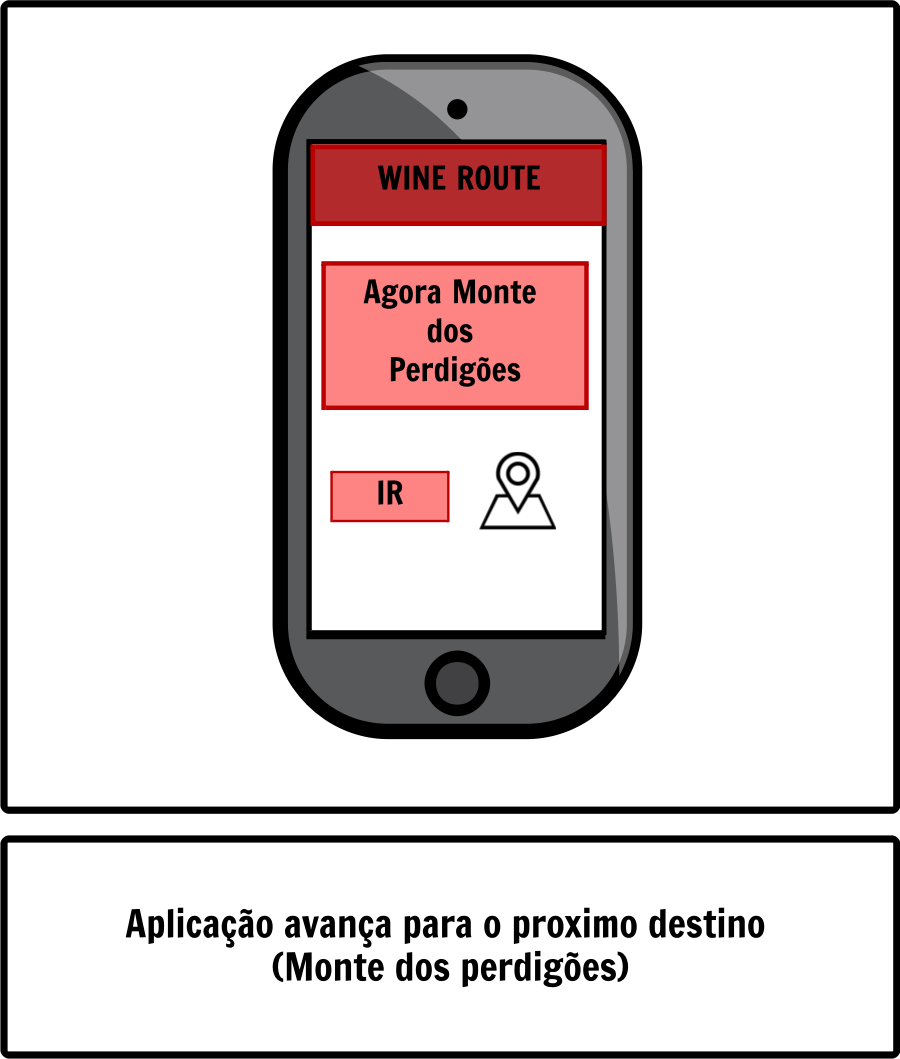 WINE ROUTE
Agora Monte
dos
Perdigões
IR
Aplicação avança para o proximo destino
(Monte dos perdigões)